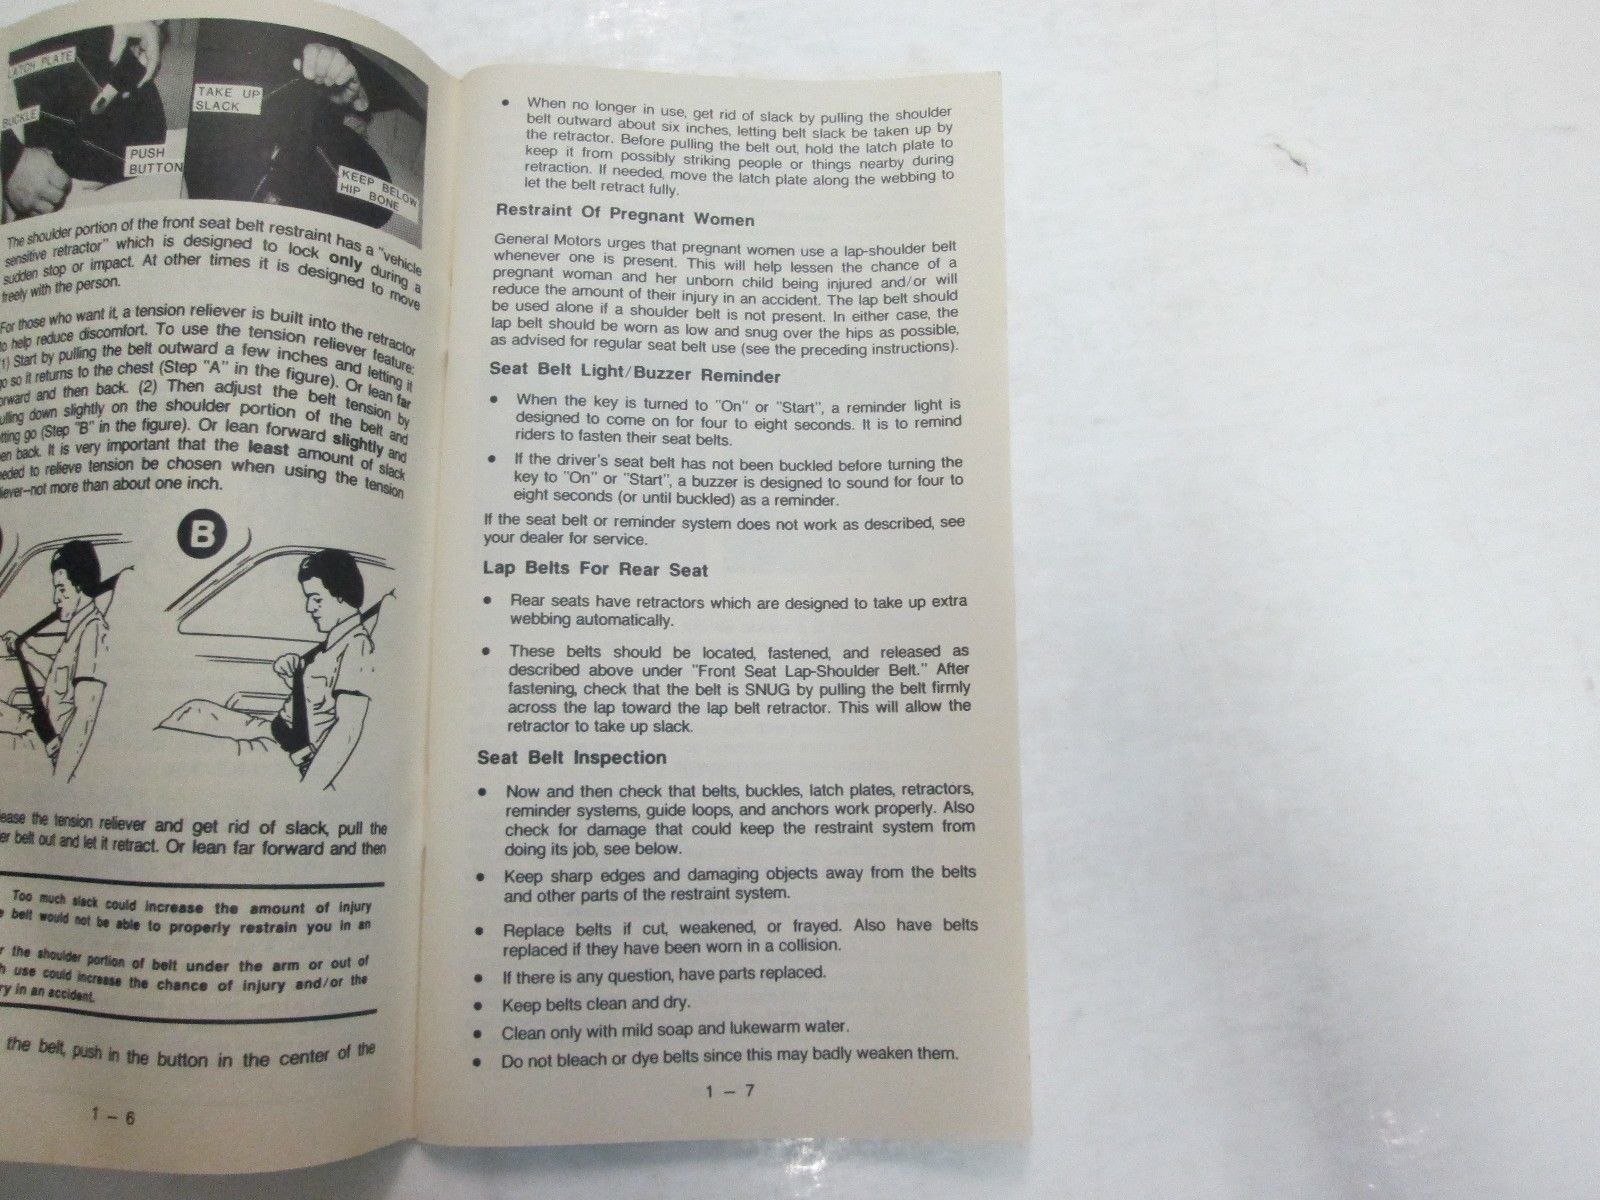 LATCH PLATE
BUCKLE
PUSH
BUTTON
TAKE UP
SLACK
KEEP BELOW
HIP BONE
The shoulder portion of the front seat belt restraint has a "vehicle
sensitive retractor" which is designed to lock only during a
sudden stop or impact. At other times it is designed to move
freely with the person.
For those who want it, a tension reliever is built into the retractor
to help reduce discomfort. To use the tension reliever feature:
(1) Start by pulling the belt outward a few inches and letting it
go so it returns to the chest (Step "A" in the figure). Or lean far
forward and then back. (2) Then adjust the belt tension by
pulling down slightly on the shoulder portion of the belt and
letting go (Step "B" in the figure). Or lean forward slightly and
then back. It is very important that the least amount of slack
needed to relieve tension be chosen when using the tension
reliever–not more than about one inch.
B
the tension reliever and get rid of slack, pull the
belt out and let it retract. Or lean far forward and then
Too much slack could increase the amount of injury
belt would not be able to properly restrain you in an
the shoulder portion of belt under the arm or out of
use could increase the chance of injury and/or the
in an accident.
the belt, push in the button in the center of the
1 – 6
• When no longer in use, get rid of slack by pulling the shoulder
belt outward about six inches, letting belt slack be taken up by
the retractor. Before pulling the belt out, hold the latch plate to
keep it from possibly striking people or things nearby during
retraction. If needed, move the latch plate along the webbing to
let the belt retract fully.
Restraint Of Pregnant Women
General Motors urges that pregnant women use a lap-shoulder belt
whenever one is present. This will help lessen the chance of a
pregnant woman and her unborn child being injured and/or will
reduce the amount of their injury in an accident. The lap belt should
be used alone if a shoulder belt is not present. In either case, the
lap belt should be worn as low and snug over the hips as possible,
as advised for regular seat belt use (see the preceding instructions).
Seat Belt Light/Buzzer Reminder
• When the key is turned to "On" or "Start", a reminder light is
designed to come on for four to eight seconds. It is to remind
riders to fasten their seat belts.
• If the driver's seat belt has not been buckled before turning the
key to "On" or "Start", a buzzer is designed to sound for four to
eight seconds (or until buckled) as a reminder.
If the seat belt or reminder system does not work as described, see
your dealer for service.
Lap Belts For Rear Seat
• Rear seats have retractors which are designed to take up extra
webbing automatically.
• These belts should be located, fastened, and released as
described above under "Front Seat Lap-Shoulder Belt." After
fastening, check that the belt is SNUG by pulling the belt firmly
across the lap toward the lap belt retractor. This will allow the
retractor to take up slack.
Seat Belt Inspection
• Now and then check that belts, buckles, latch plates, retractors,
reminder systems, guide loops, and anchors work properly. Also
check for damage that could keep the restraint system from
doing its job, see below.
• Keep sharp edges and damaging objects away from the belts
and other parts of the restraint system.
• Replace belts if cut, weakened, or frayed. Also have belts
replaced if they have been worn in a collision.
• If there is any question, have parts replaced.
• Keep belts clean and dry.
• Clean only with mild soap and lukewarm water.
• Do not bleach or dye belts since this may badly weaken them.
1 – 7